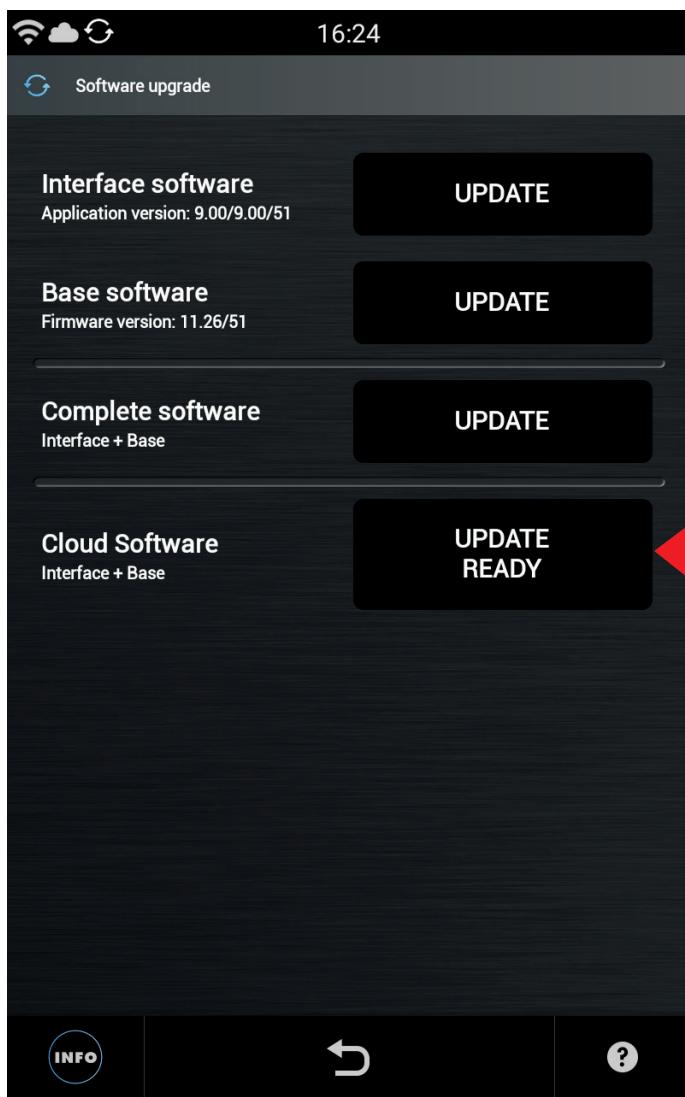 16:24
Software upgrade
Interface software
Application version: 9.00/9.00/51
UPDATE
Base software
Firmware version: 11.26/51
UPDATE
Complete software
Interface + Base
UPDATE
Cloud Software
Interface + Base
UPDATE
READY
INFO
?